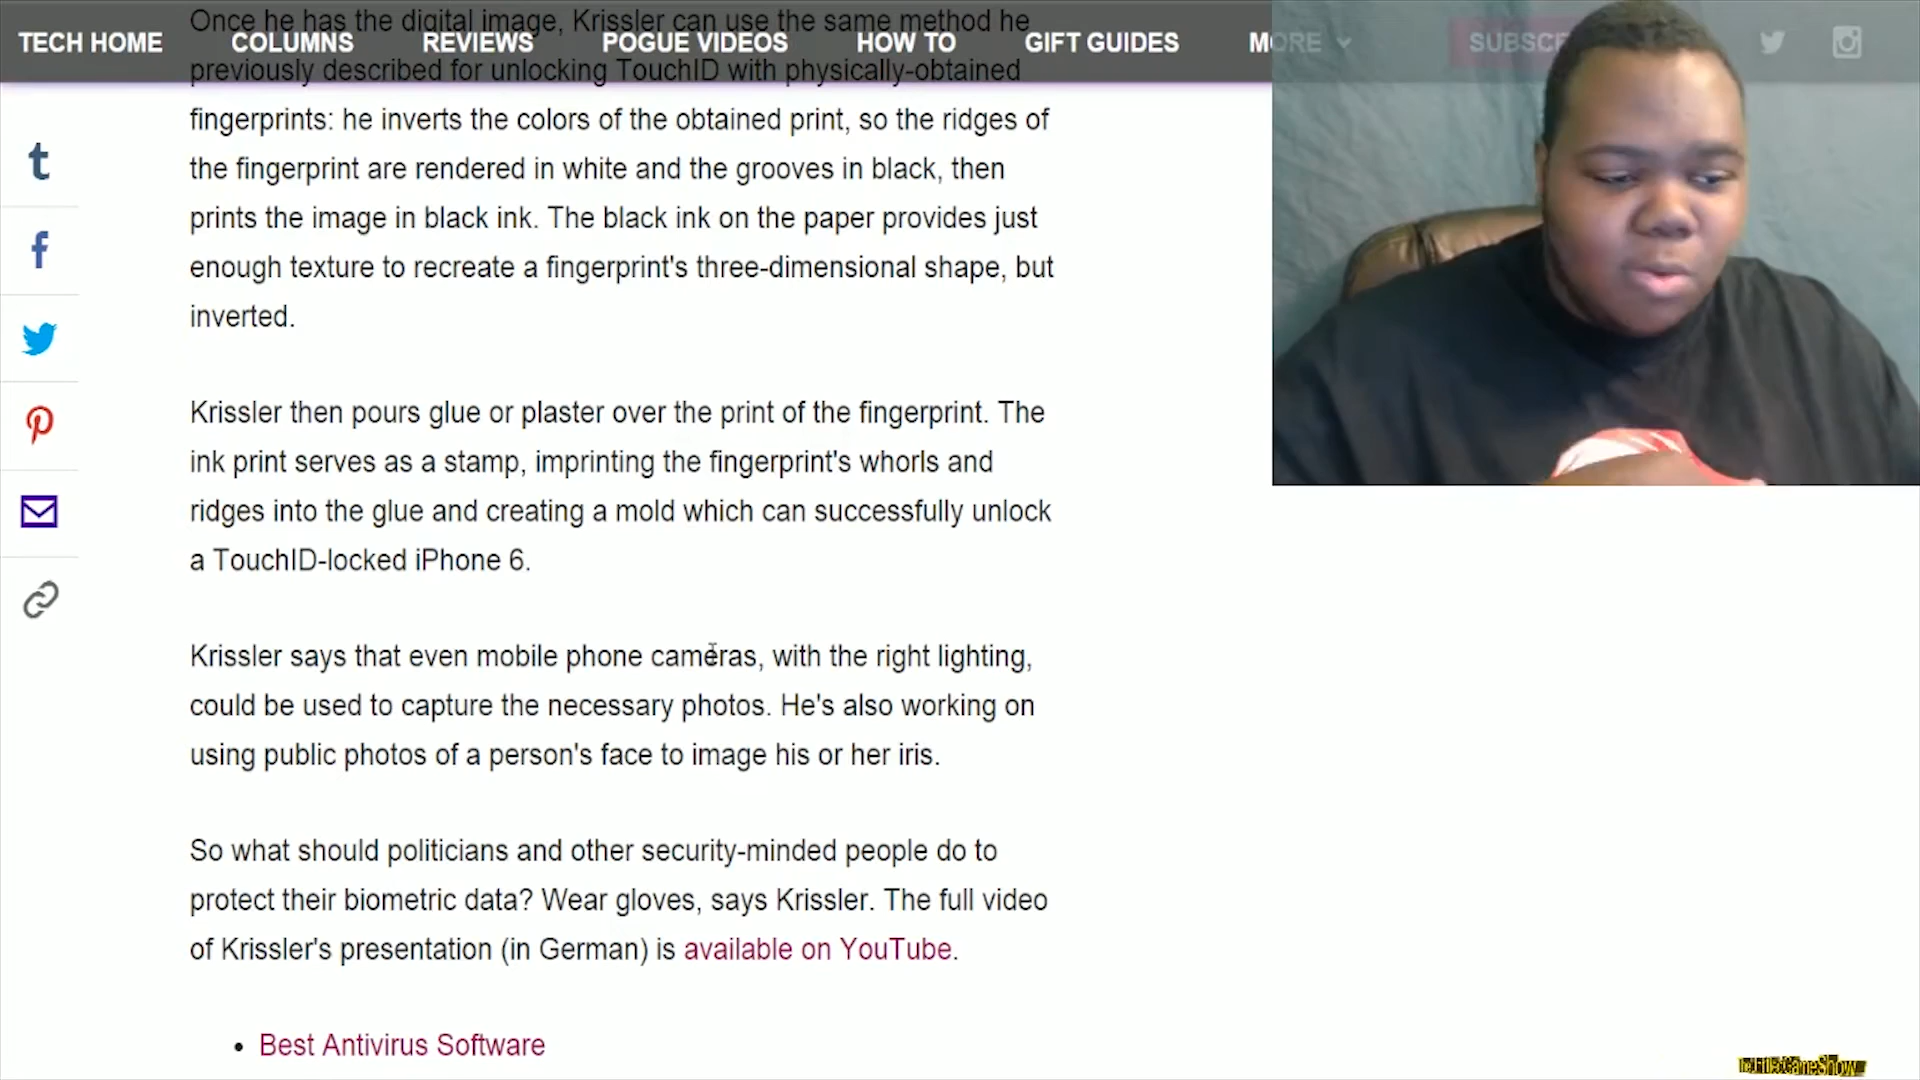 Once he has the digital image, Krissler can use the same method he
TECH HOME COLUMNS REVIEWS POGUE VIDEOS HOW TO GIFT GUIDES MORE
previously described for unlocking TouchID with physically-obtained
fingerprints: he inverts the colors of the obtained print, so the ridges of
the fingerprint are rendered in white and the grooves in black, then
prints the image in black ink. The black ink on the paper provides just
enough texture to recreate a fingerprint's three-dimensional shape, but
inverted.
Krissler then pours glue or plaster over the print of the fingerprint. The
ink print serves as a stamp, imprinting the fingerprint's whorls and
ridges into the glue and creating a mold which can successfully unlock
a TouchID-locked iPhone 6.
Krissler says that even mobile phone cameras, with the right lighting,
could be used to capture the necessary photos. He's also working on
using public photos of a person's face to image his or her iris.
So what should politicians and other security-minded people do to
protect their biometric data? Wear gloves, says Krissler. The full video
of Krissler's presentation (in German) is available on YouTube.
• Best Antivirus Software